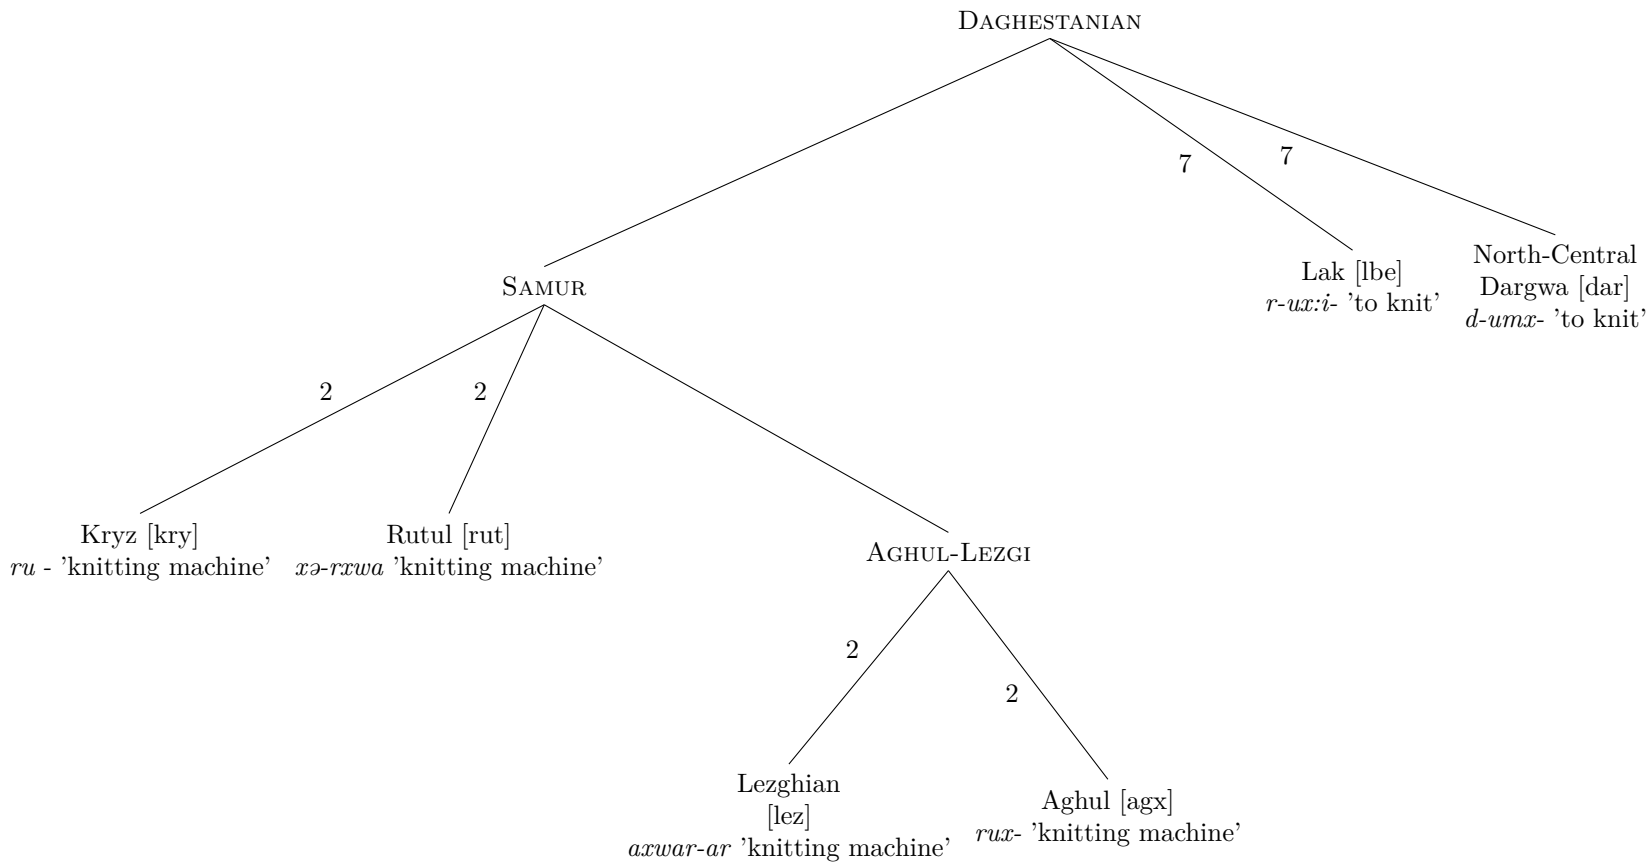 DAGHESTANIAN
7
7
SAMUR
Lak [lbe]
r-ux:i- 'to knit'
North-Central
Dargwa [dar]
d-umx- 'to knit'
2
2
Kryz [kry]
ru - 'knitting machine'
Rutul [rut]
xə-rxwa 'knitting machine'
AGHUL-LEZGI
2
2
Lezghian
[lez]
axwar-ar 'knitting machine'
Aghul [agx]
rux- 'knitting machine'